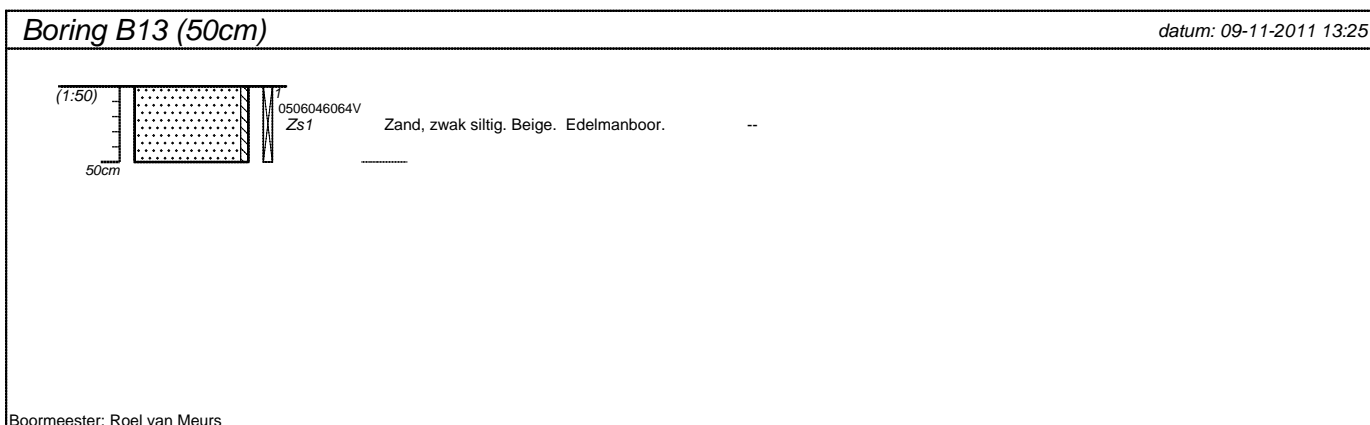 Boring B13 (50cm)
datum: 09-11-2011 13:25
(1:50)
1
0506046064V
Zs1 Zand, zwak siltig. Beige. Edelmanboor. --
50cm
Boormeester: Roel van Meurs